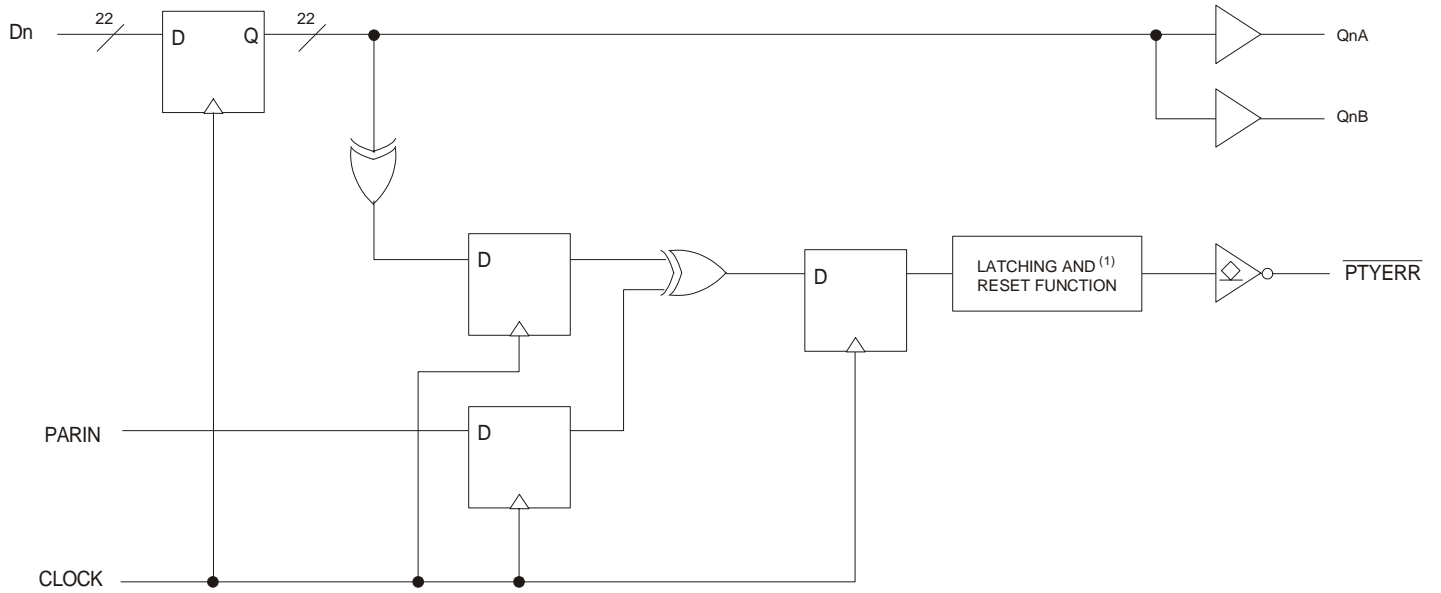 22
22
Dn
D
Q
QnA
QnB
D
D
LATCHING AND (1)
RESET FUNCTION
PTYERR
PARIN
D
CLOCK